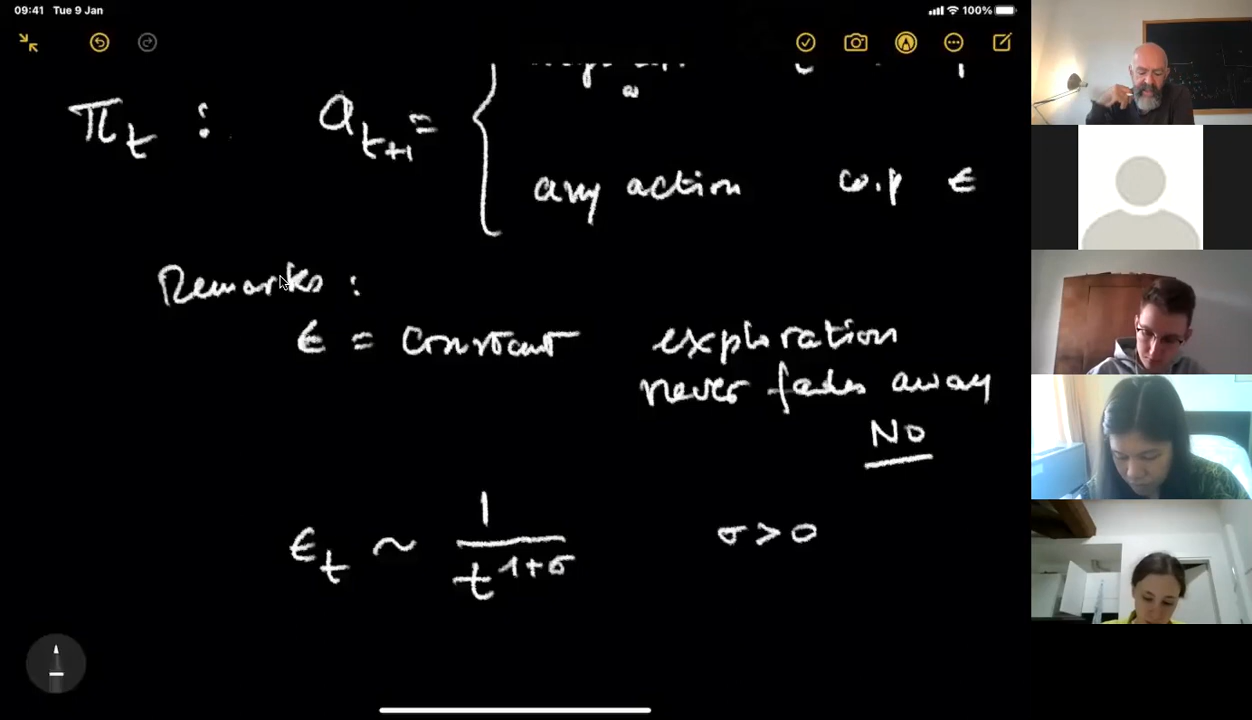 09:41 Tue 9 Jan 100%
π_t : a_{t+1} = {
any action w.p ε
Remarks :
ε = constant exploration
never fades away
NO
ε_t ~ 1 / t^{1+σ} σ > 0